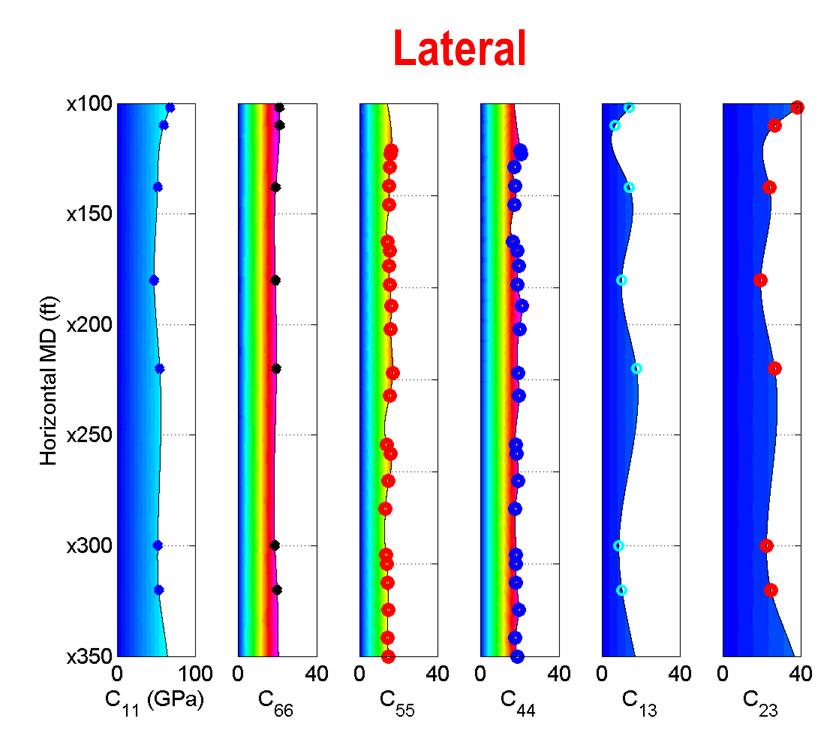 Lateral
Horizontal MD (ft)
x100
x150
x200
x250
x300
x350
0 100 0 40 0 40 0 40 0 40 0 40
C11 (GPa) C66 C55 C44 C13 C23